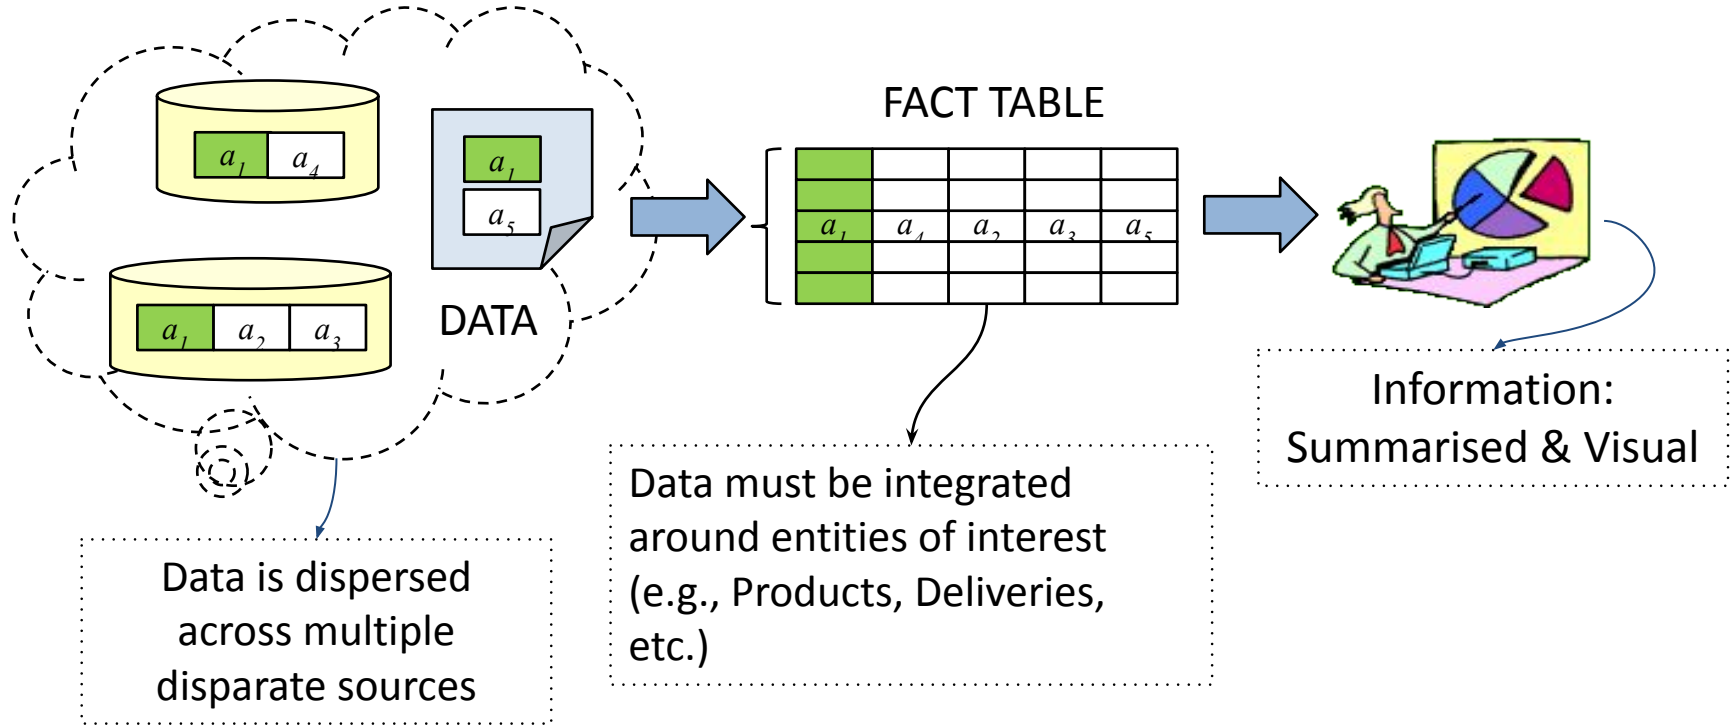 FACT TABLE
a1 a4
a1
a5
a1 a2 a3
DATA
a1 a4 a2 a3 a5
Information:
Summarised & Visual
Data must be integrated
around entities of interest
(e.g., Products, Deliveries,
etc.)
Data is dispersed
across multiple
disparate sources